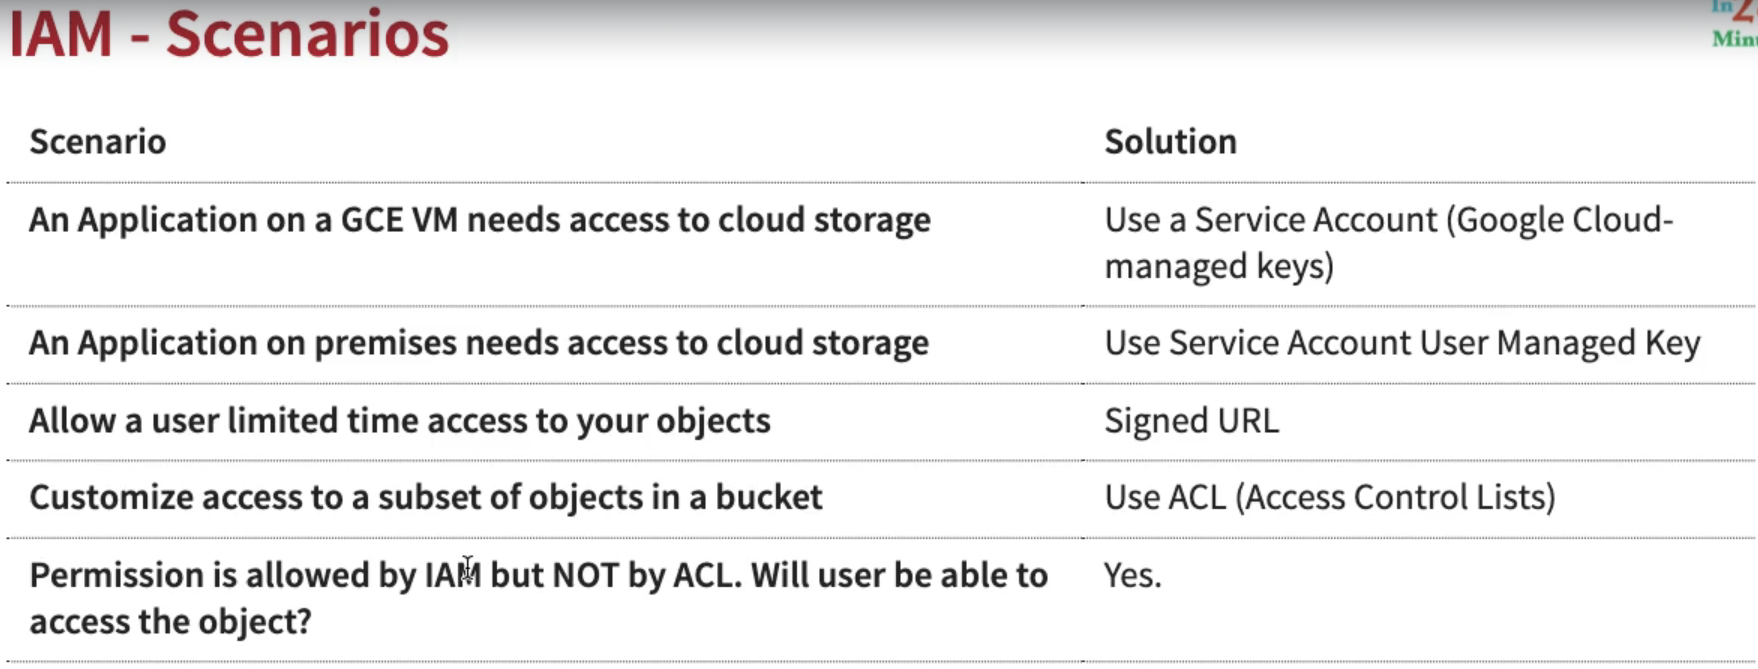 IAM - Scenarios
In
Scenario Solution
An Application on a GCE VM needs access to cloud storage Use a Service Account (Google Cloud-
managed keys)
An Application on premises needs access to cloud storage Use Service Account User Managed Key
Allow a user limited time access to your objects Signed URL
Customize access to a subset of objects in a bucket Use ACL (Access Control Lists)
Permission is allowed by IAM but NOT by ACL. Will user be able to Yes.
access the object?